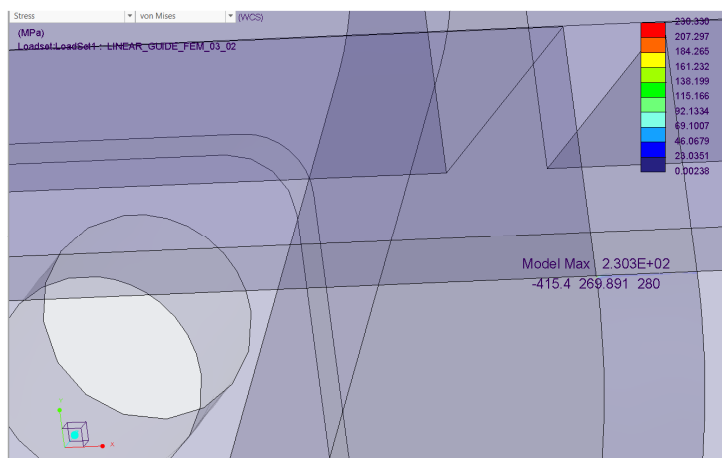 Stress von Mises (WCS)
(MPa)
Loadset:LoadSet1 : LINEAR_GUIDE_FEM_03_02
230.330
207.297
184.265
161.232
138.199
115.166
92.1334
69.1007
46.0679
23.0351
0.00238
Model Max 2.303E+02
-415.4 269.891 280
Y
X